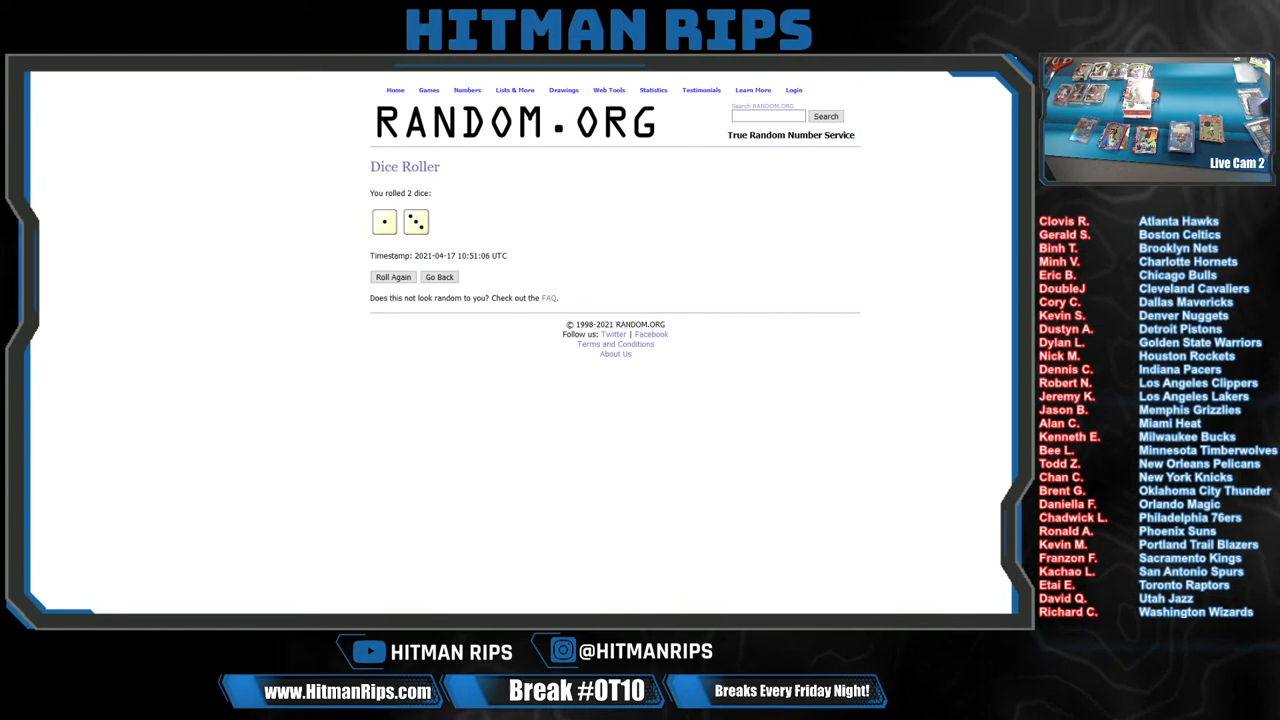 HITMAN RIPS
Home Games Numbers Lists & More Drawings Web Tools Statistics Testimonials Learn More Login
RANDOM.ORG
Search RANDOM.ORG
Search
True Random Number Service
Dice Roller
You rolled 2 dice:
Timestamp: 2021-04-17 10:51:06 UTC
Roll Again Go Back
Does this not look random to you? Check out the FAQ.
© 1998-2021 RANDOM.ORG
Follow us: Twitter | Facebook
Terms and Conditions
About Us
Live Cam 2
Clovis R. Atlanta Hawks
Gerald S. Boston Celtics
Binh T. Brooklyn Nets
Minh V. Charlotte Hornets
Eric B. Chicago Bulls
DoubleJ Cleveland Cavaliers
Cory C. Dallas Mavericks
Kevin S. Denver Nuggets
Dustyn A. Detroit Pistons
Dylan L. Golden State Warriors
Nick M. Houston Rockets
Dennis C. Indiana Pacers
Robert N. Los Angeles Clippers
Jeremy K. Los Angeles Lakers
Jason B. Memphis Grizzlies
Alan C. Miami Heat
Kenneth E. Milwaukee Bucks
Bee L. Minnesota Timberwolves
Todd Z. New Orleans Pelicans
Chan C. New York Knicks
Brent G. Oklahoma City Thunder
Daniella F. Orlando Magic
Chadwick L. Philadelphia 76ers
Ronald A. Phoenix Suns
Kevin M. Portland Trail Blazers
Franzon F. Sacramento Kings
Kachao L. San Antonio Spurs
Etai E. Toronto Raptors
David Q. Utah Jazz
Richard C. Washington Wizards
HITMAN RIPS @HITMANRIPS
www.HitmanRips.com Break #OT10 Breaks Every Friday Night!